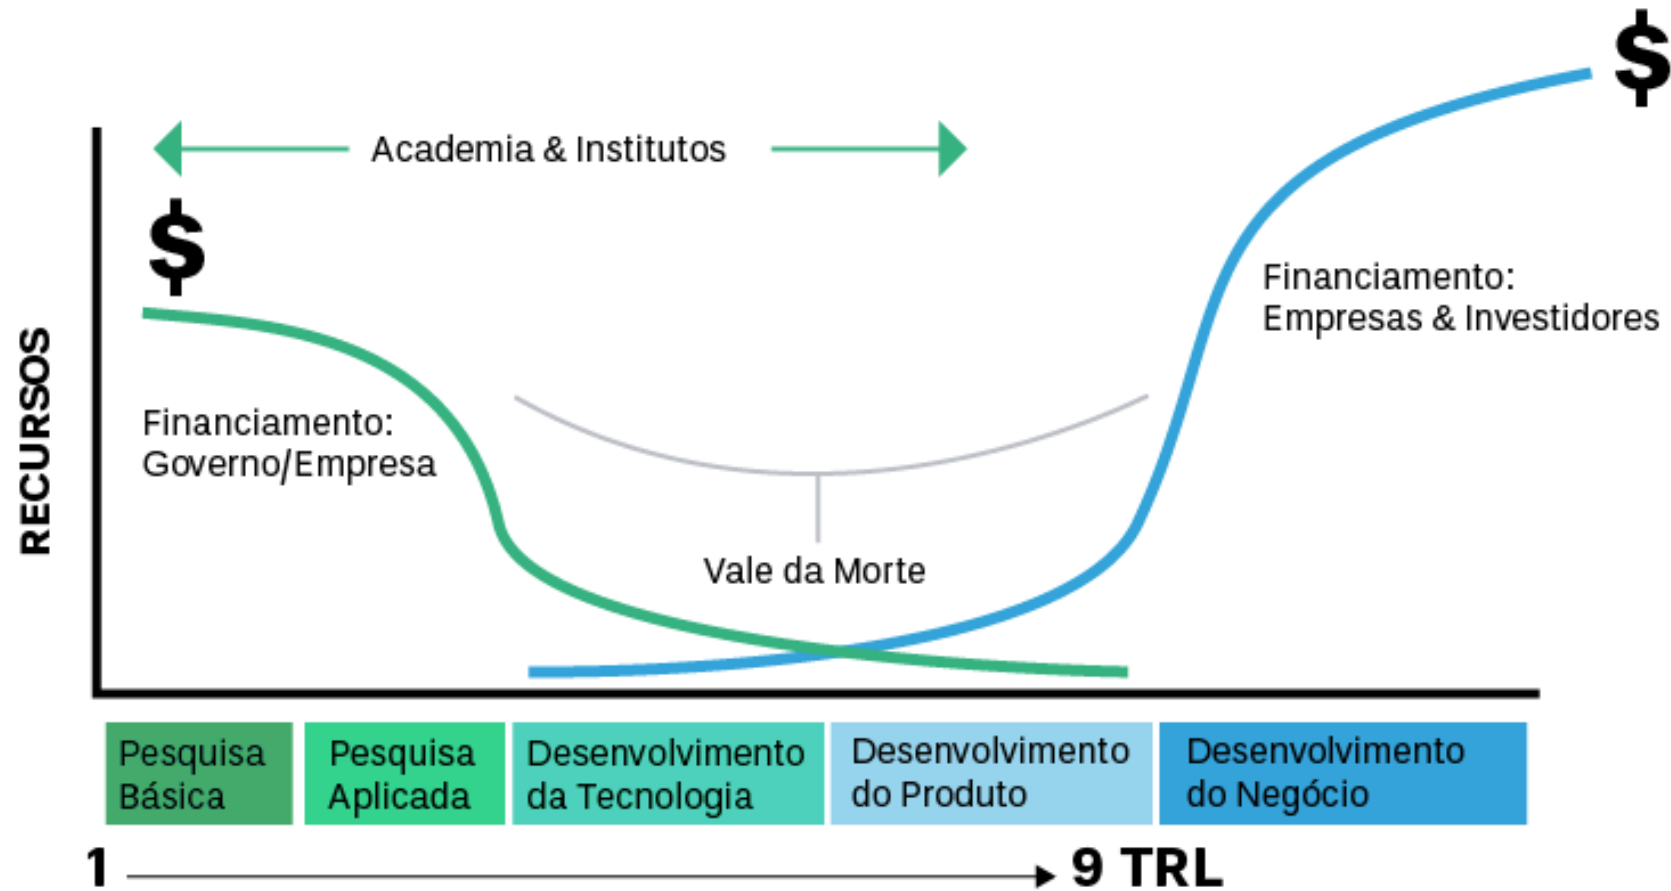 $
Academia & Institutos
$
Financiamento:
Empresas & Investidores
RECURSOS
Financiamento:
Governo/Empresa
Vale da Morte
Pesquisa
Básica
Pesquisa
Aplicada
Desenvolvimento
da Tecnologia
Desenvolvimento
do Produto
Desenvolvimento
do Negócio
1
9 TRL